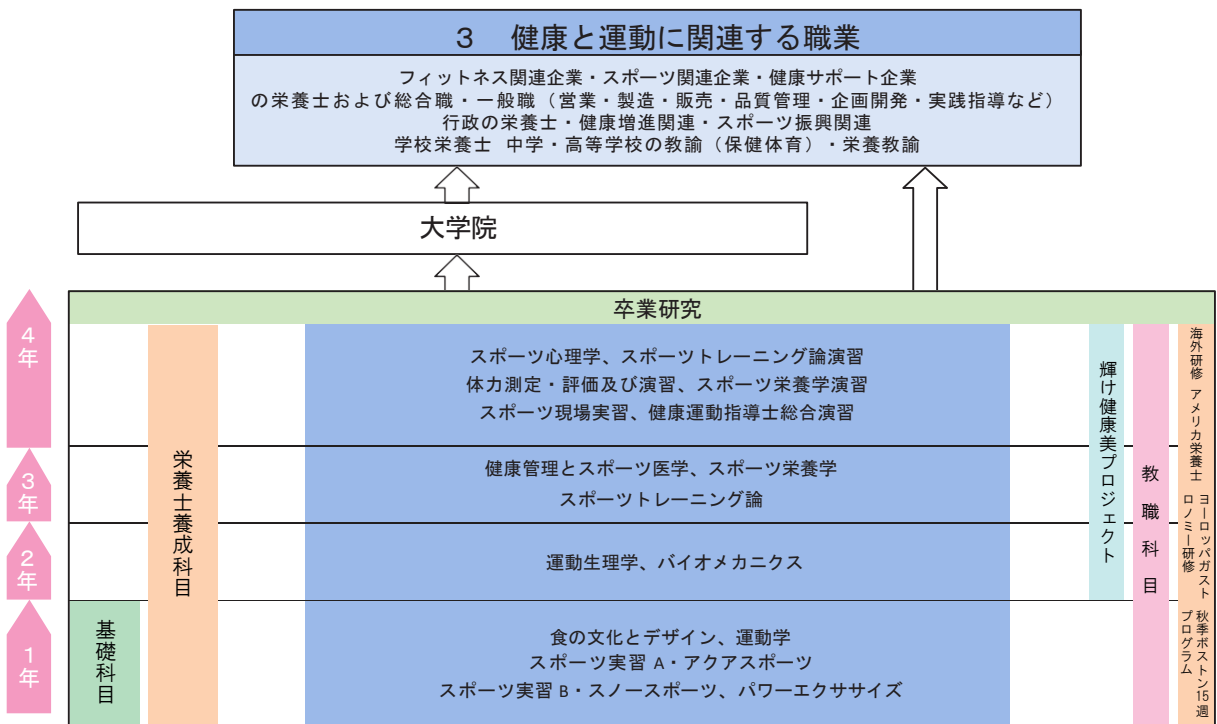 3 健康と運動に関連する職業
フィットネス関連企業・スポーツ関連企業・健康サポート企業
の栄養士および総合職・一般職（営業・製造・販売・品質管理・企画開発・実践指導など）
行政の栄養士・健康増進関連・スポーツ振興関連
学校栄養士 中学・高等学校の教諭（保健体育）・栄養教諭
大学院
卒業研究
4年
スポーツ心理学、スポーツトレーニング論演習
体力測定・評価及び演習、スポーツ栄養学演習
スポーツ現場実習、健康運動指導士総合演習
3年
健康管理とスポーツ医学、スポーツ栄養学
スポーツトレーニング論
2年
運動生理学、バイオメカニクス
1年
食の文化とデザイン、運動学
スポーツ実習 A・アクアスポーツ
スポーツ実習 B・スノースポーツ、パワーエクササイズ
基礎科目
栄養士養成科目
輝け健康美プロジェクト
教職科目
海外研修 アメリカ栄養士
ヨーロッパガスト
ロノミー研修
秋季ボストン15週
プログラム